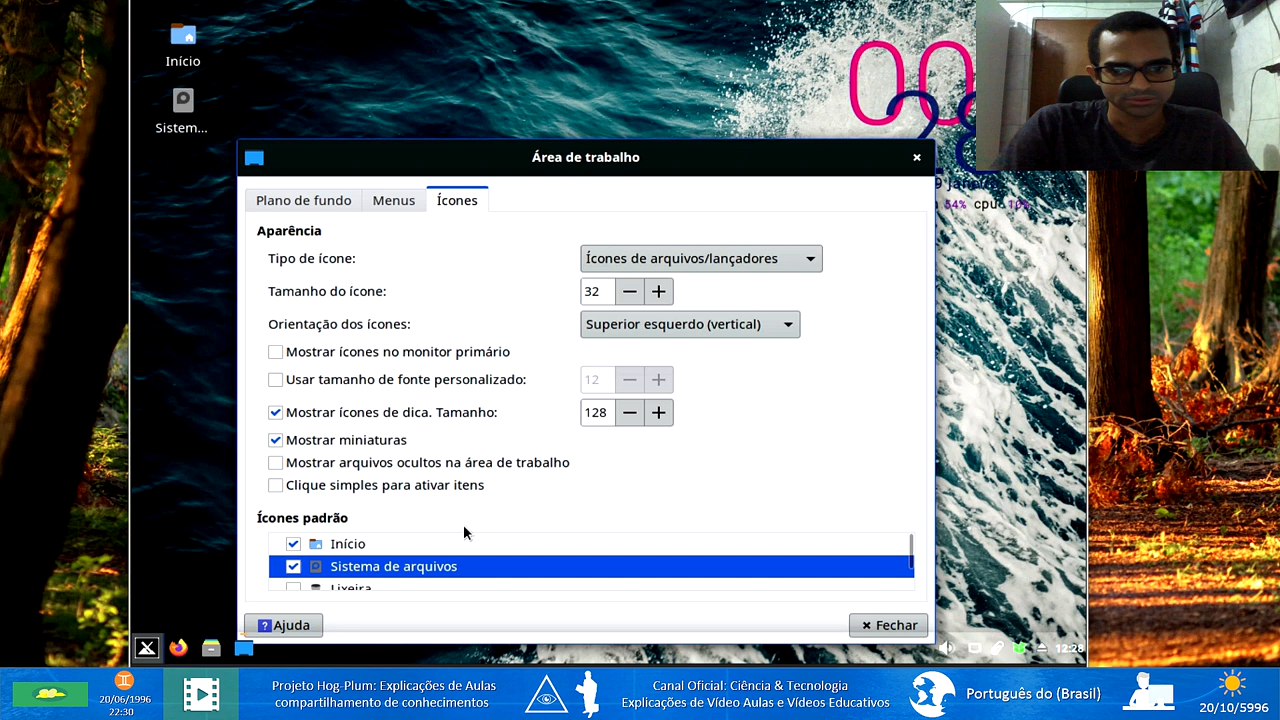 Início
Sistem...
00
28
9 jane
54% cpu 10%
Área de trabalho
Plano de fundo
Menus
Ícones
Aparência
Tipo de ícone:
Ícones de arquivos/lançadores
Tamanho do ícone:
32
Orientação dos ícones:
Superior esquerdo (vertical)
Mostrar ícones no monitor primário
Usar tamanho de fonte personalizado:
12
Mostrar ícones de dica. Tamanho:
128
Mostrar miniaturas
Mostrar arquivos ocultos na área de trabalho
Clique simples para ativar itens
Ícones padrão
Início
Sistema de arquivos
Lixeira
Ajuda
Fechar
12:28
20/06/1996
22:30
Projeto Hog-Plum: Explicações de Aulas
compartilhamento de conhecimentos
Canal Oficial: Ciência & Tecnologia
Explicações de Vídeo Aulas e Vídeos Educativos
Português do (Brasil)
20/10/5996